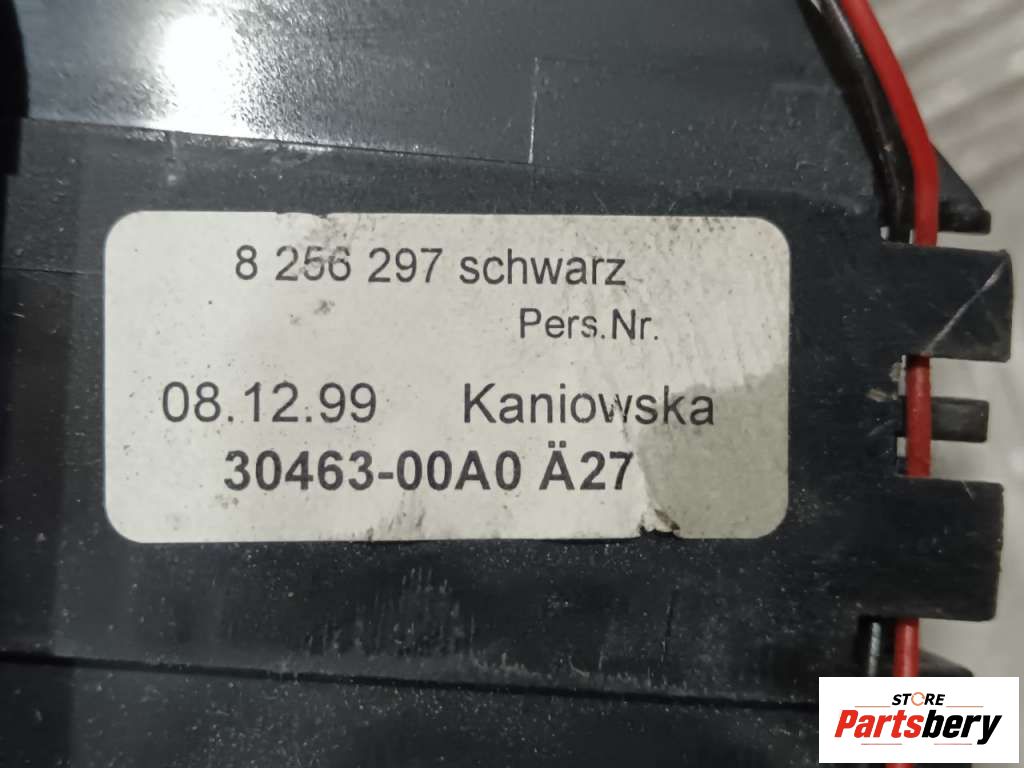 8 256 297 schwarz
Pers.Nr.
08.12.99 Kaniowska
30463-00A0 Ä27
STORE
Partsbery